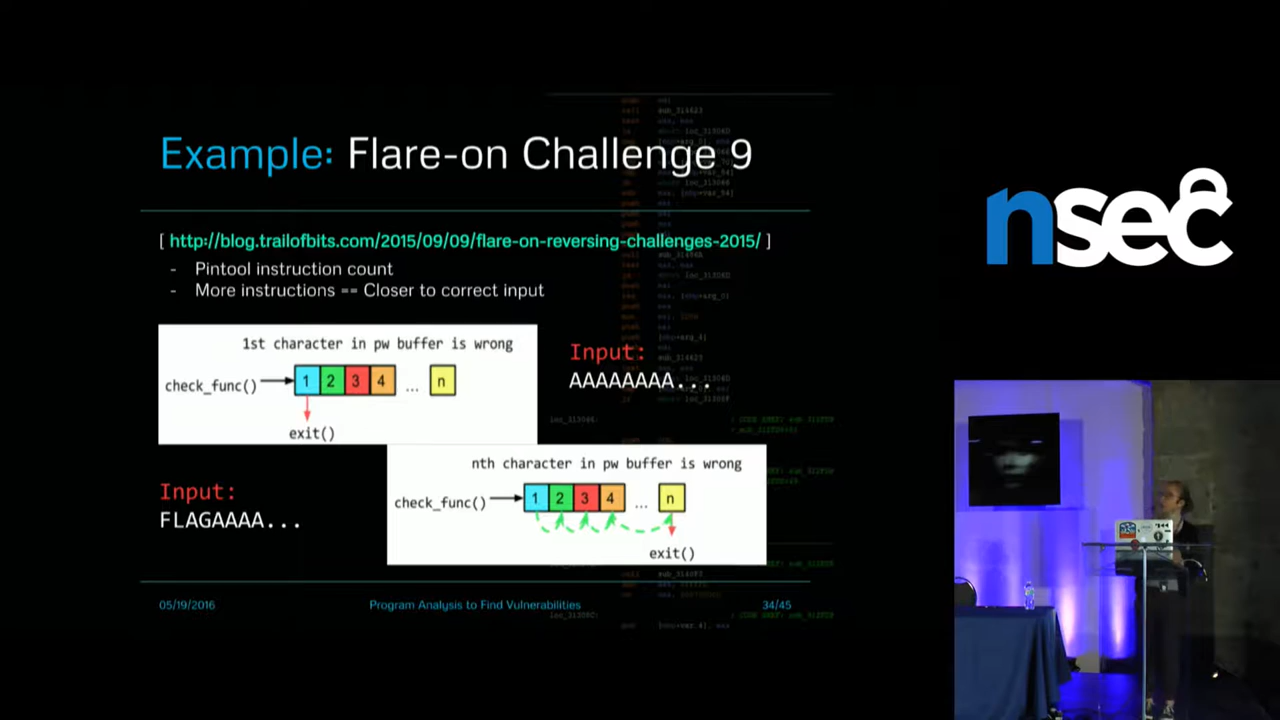 Example: Flare-on Challenge 9
[ http://blog.trailofbits.com/2015/09/09/flare-on-reversing-challenges-2015/ ]
- Pintool instruction count
- More instructions == Closer to correct input
1st character in pw buffer is wrong
check_func()
1 2 3 4 ... n
exit()
Input:
AAAAAAAA...
Input:
FLAGAAAA...
nth character in pw buffer is wrong
check_func()
1 2 3 4 ... n
exit()
05/19/2016
Program Analysis to Find Vulnerabilities
34/45
nsec